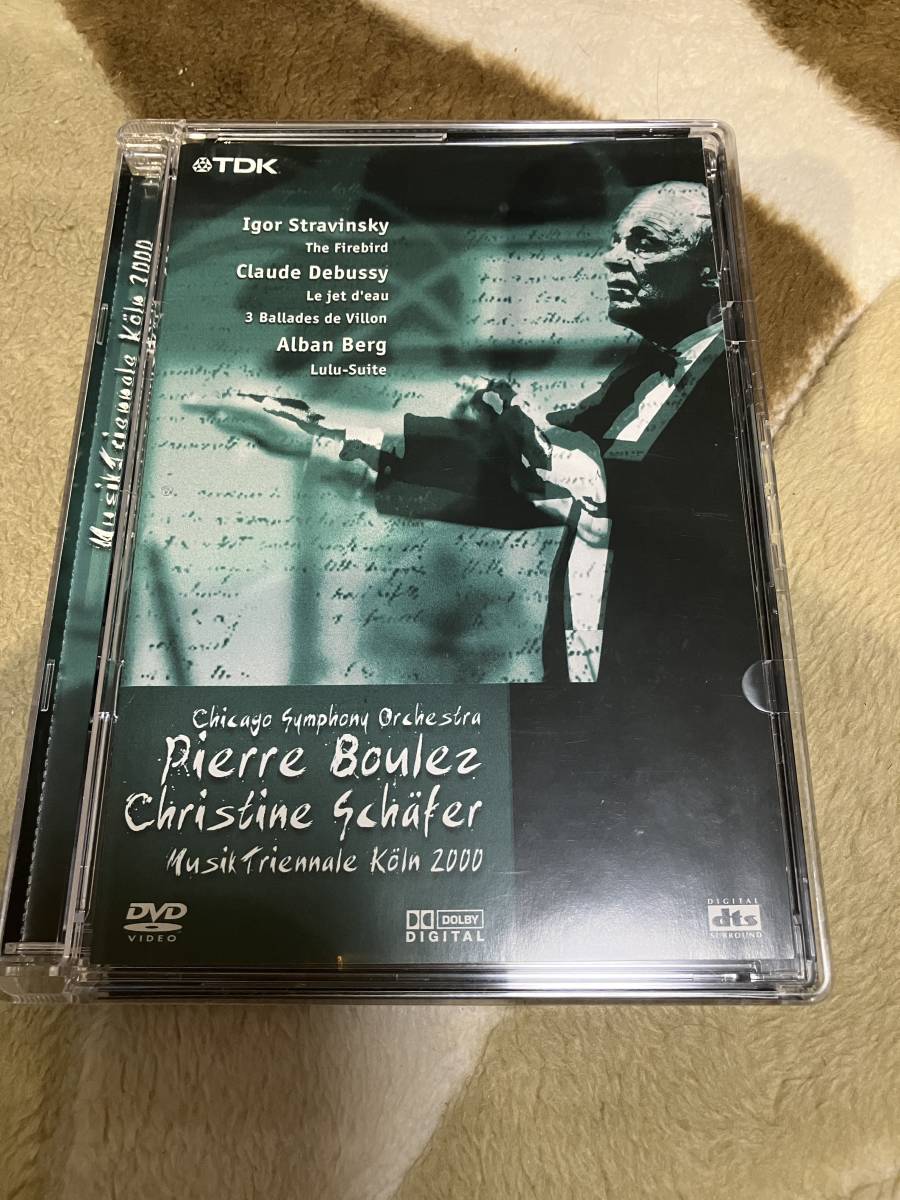 TDK
Igor Stravinsky
The Firebird
Claude Debussy
Le jet d'eau
3 Ballades de Villon
Alban Berg
Lulu-Suite
MusikTriennale Köln 2000
Chicago Symphony Orchestra
Pierre Boulez
Christine Schäfer
MusikTriennale Köln 2000
DVD
VIDEO
DOLBY
DIGITAL
DIGITAL
dts
SURROUND